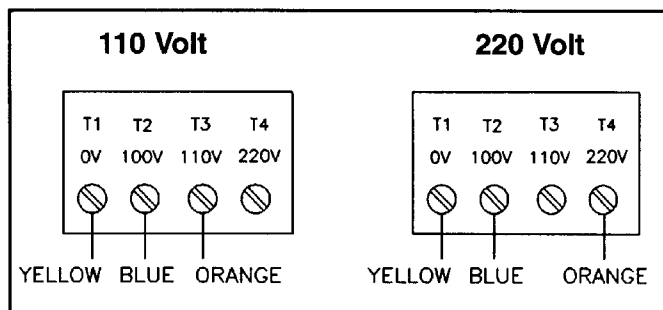 110 Volt
T1 T2 T3 T4
0V 100V 110V 220V
YELLOW BLUE ORANGE
220 Volt
T1 T2 T3 T4
0V 100V 110V 220V
YELLOW BLUE ORANGE